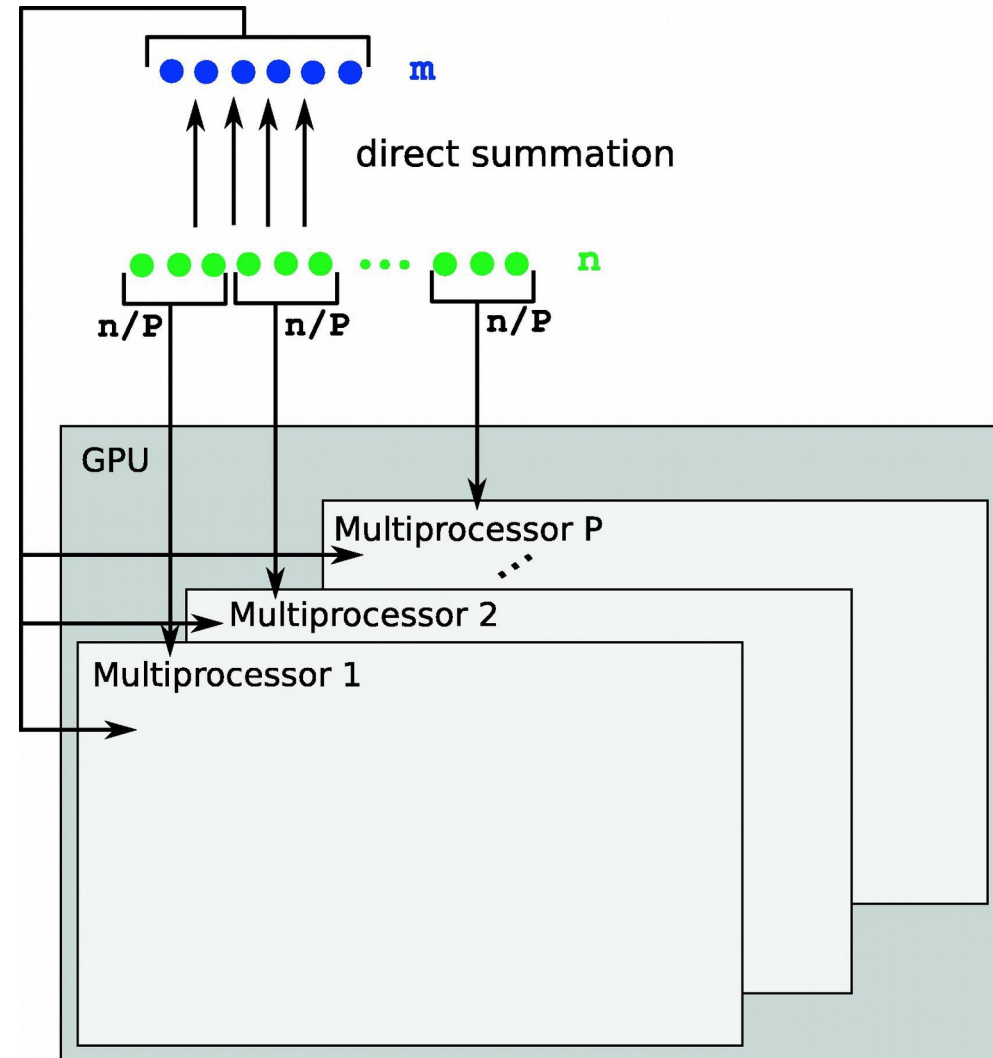 m
direct summation
n
n/P n/P n/P
GPU
Multiprocessor P
...
Multiprocessor 2
Multiprocessor 1